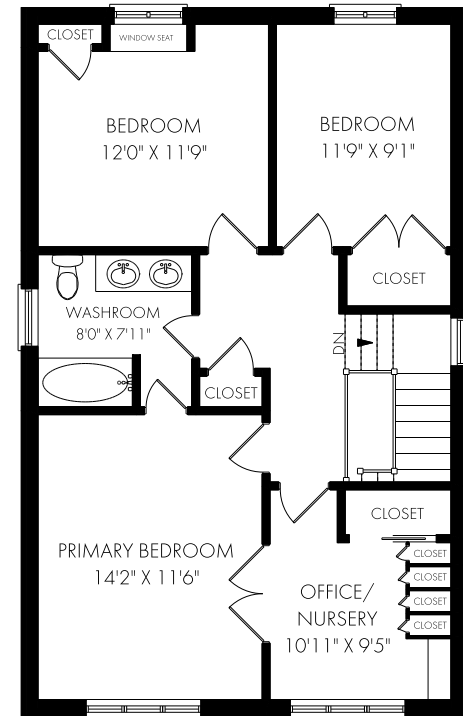 CLOSET
WINDOW SEAT
BEDROOM
12'0" X 11'9"
BEDROOM
11'9" X 9'1"
CLOSET
WASHROOM
8'0" X 7'11"
DN
CLOSET
CLOSET
PRIMARY BEDROOM
14'2" X 11'6"
CLOSET
CLOSET
CLOSET
CLOSET
OFFICE/
NURSERY
10'11" X 9'5"
CLOSET